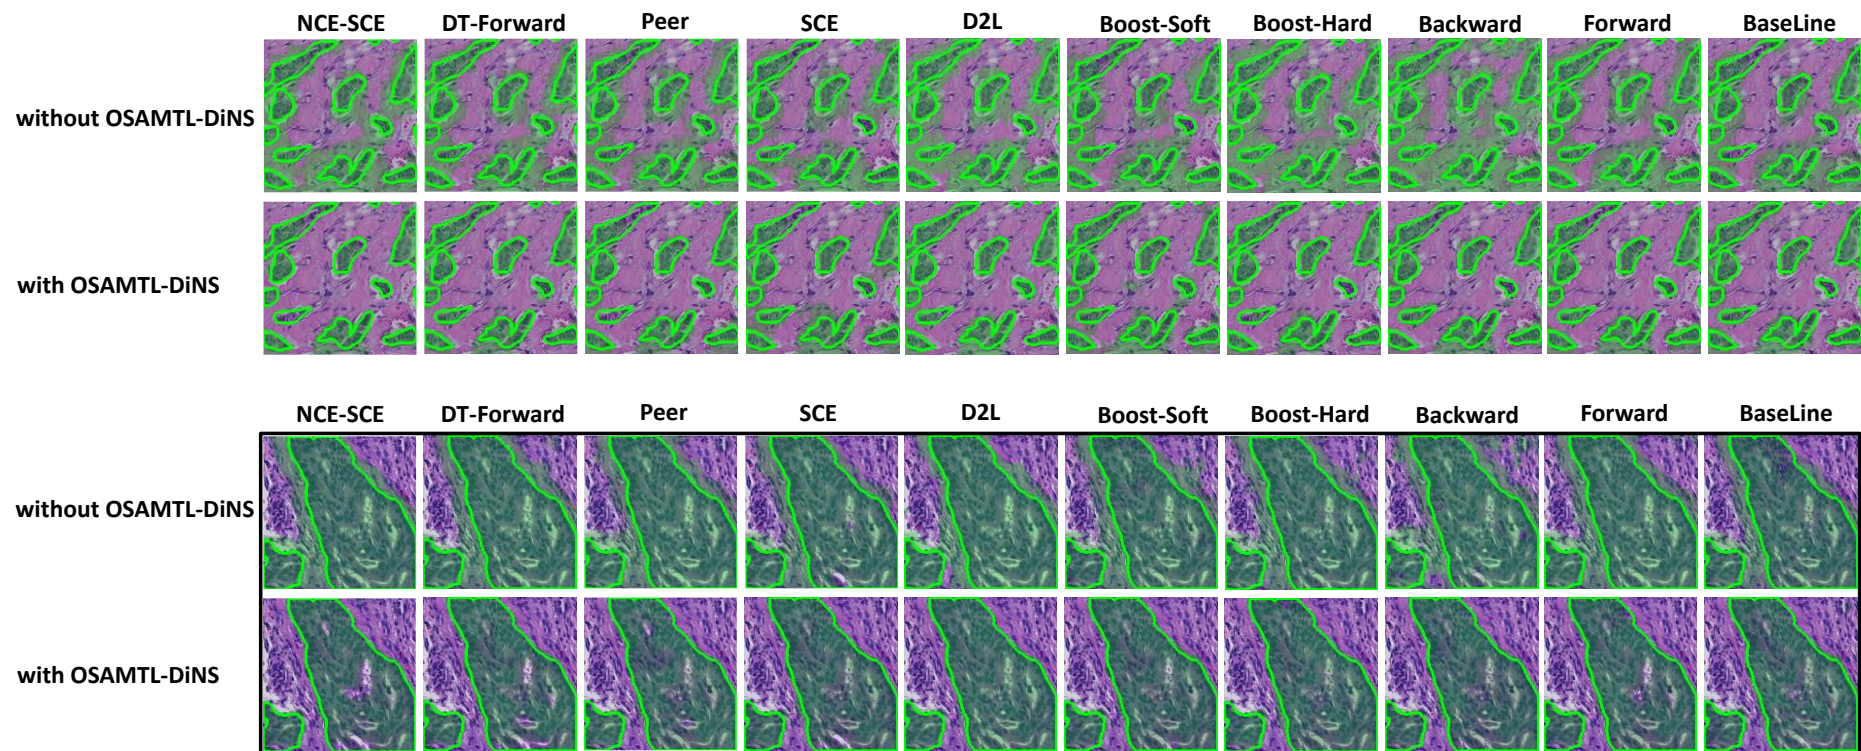 NCE-SCE DT-Forward Peer SCE D2L Boost-Soft Boost-Hard Backward Forward BaseLine
without OSAMTL-DiNS
with OSAMTL-DiNS
NCE-SCE DT-Forward Peer SCE D2L Boost-Soft Boost-Hard Backward Forward BaseLine
without OSAMTL-DiNS
with OSAMTL-DiNS